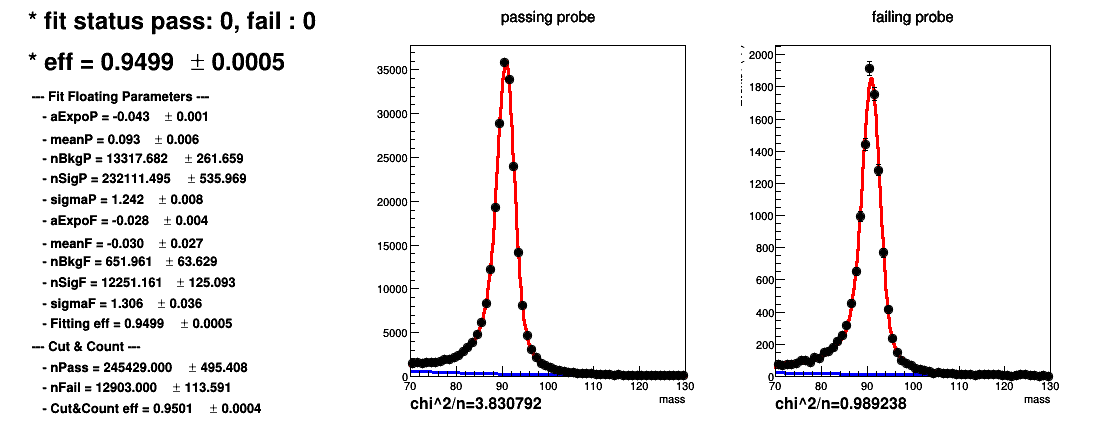 * fit status pass: 0, fail : 0
* eff = 0.9499 ± 0.0005
--- Fit Floating Parameters ---
- aExpoP = -0.043 ± 0.001
- meanP = 0.093 ± 0.006
- nBkgP = 13317.682 ± 261.659
- nSigP = 232111.495 ± 535.969
- sigmaP = 1.242 ± 0.008
- aExpoF = -0.028 ± 0.004
- meanF = -0.030 ± 0.027
- nBkgF = 651.961 ± 63.629
- nSigF = 12251.161 ± 125.093
- sigmaF = 1.306 ± 0.036
- Fitting eff = 0.9499 ± 0.0005
--- Cut & Count ---
- nPass = 245429.000 ± 495.408
- nFail = 12903.000 ± 113.591
- Cut&Count eff = 0.9501 ± 0.0004
passing probe
35000
30000
25000
20000
15000
10000
5000
0
70 80 90 100 110 120 130
mass
chi^2/n=3.830792
failing probe
2000
1800
1600
1400
1200
1000
800
600
400
200
0
70 80 90 100 110 120 130
mass
chi^2/n=0.989238